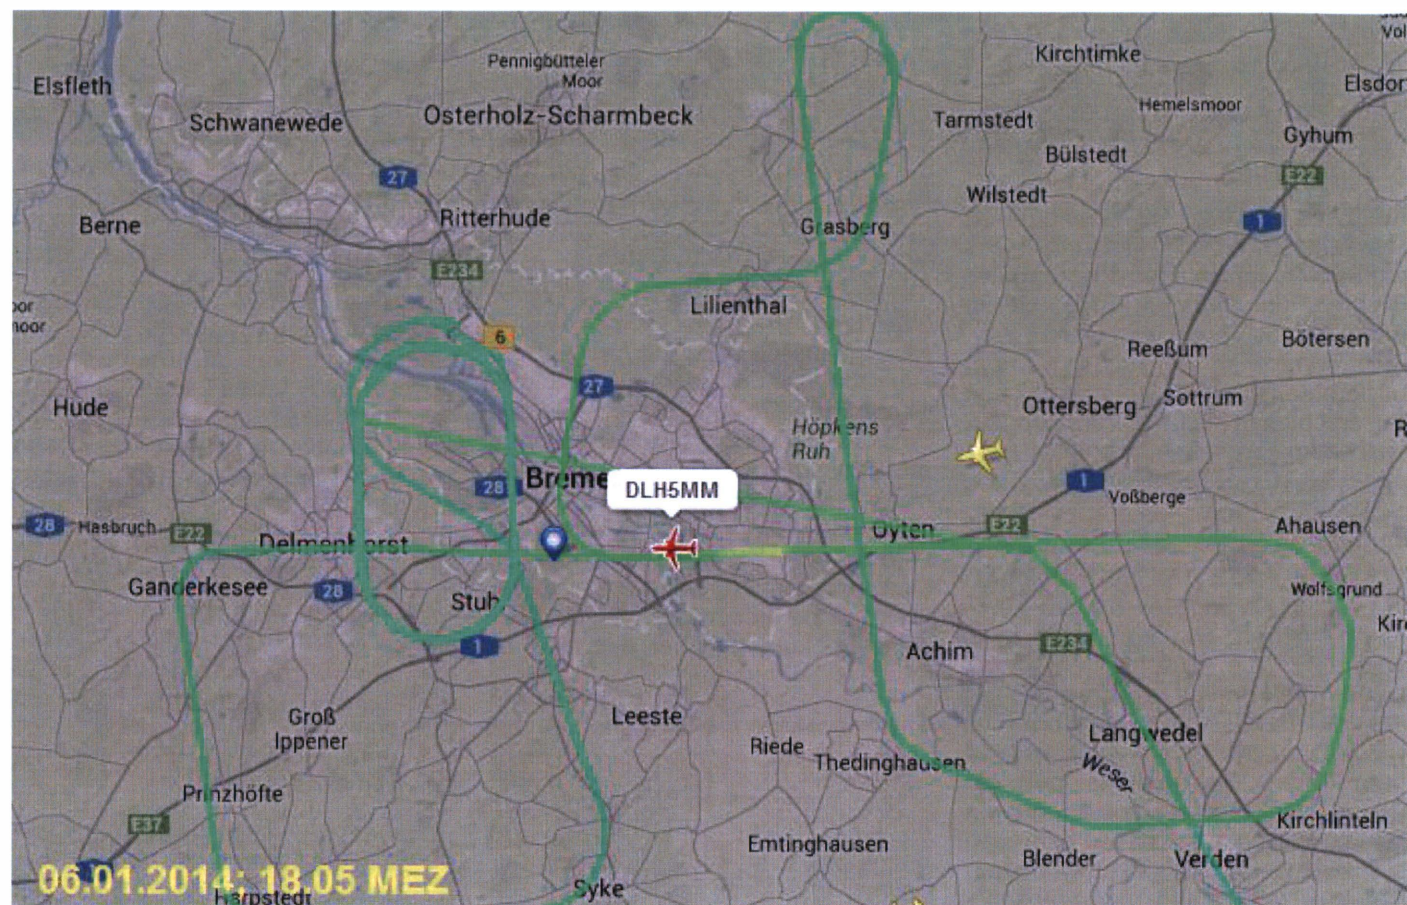 Pennigbütteler
Moor
Kirchtimke
Elsfleth
Schwanewede
Osterholz-Scharmbeck
Tarmstedt
Hemelsmoor
Gyhum
Bülstedt
E22
27
Wilstedt
Berne
Ritterhude
Grasberg
1
E234
Lilienthal
6
Reeßum
Bötersen
27
Hude
Ottersberg
Sottrum
Höpkens
Ruh
28
DLH5MM
1
Voßberge
28
Hasbruch
E22
Delmenhorst
Oyten
E22
Ahausen
Ganderkesee
28
Stuhr
Wolfsgrund
1
Achim
E234
Groß
Ippener
Leeste
Riede
Thedinghausen
Langwedel
Weser
Prinzhöfte
E37
Kirchlinteln
Emtinghausen
Blender
Verden
06.01.2014; 18.05 MEZ
Harpstedt
Syke